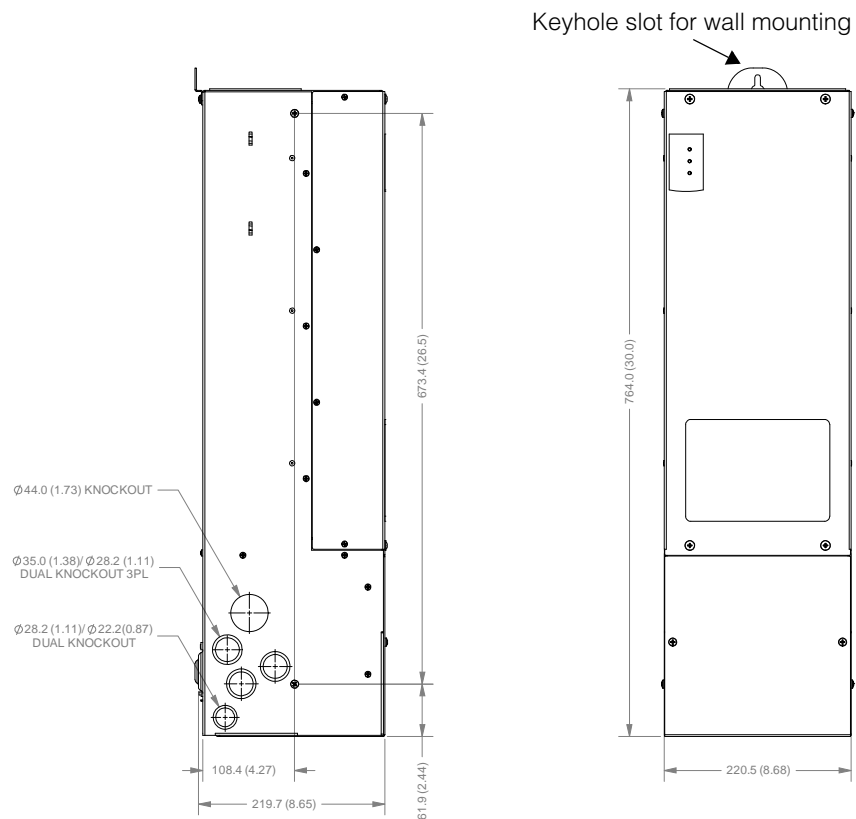 Keyhole slot for wall mounting
673.4 (26.5)
764.0 (30.0)
Ø44.0 (1.73) KNOCKOUT
Ø35.0 (1.38)/ Ø28.2 (1.11)
DUAL KNOCKOUT 3PL
Ø28.2 (1.11)/ Ø22.2(0.87)
DUAL KNOCKOUT
108.4 (4.27)
61.9 (2.44)
220.5 (8.68)
219.7 (8.65)